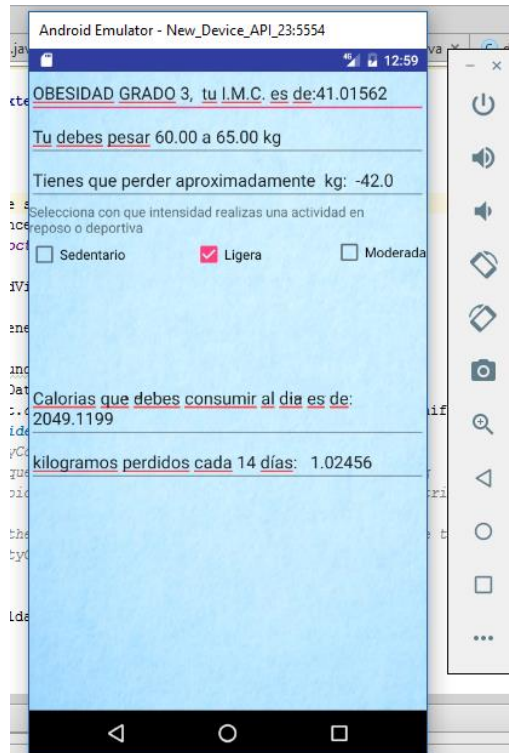 Android Emulator - New_Device_API_23:5554
12:59
OBESIDAD GRADO 3, tu I.M.C. es de:41.01562
Tu debes pesar 60.00 a 65.00 kg
Tienes que perder aproximadamente kg: -42.0
Selecciona con que intensidad realizas una actividad en
reposo o deportiva
Sedentario Ligera Moderada
Calorias que debes consumir al dia es de:
2049.1199
kilogramos perdidos cada 14 días: 1.02456